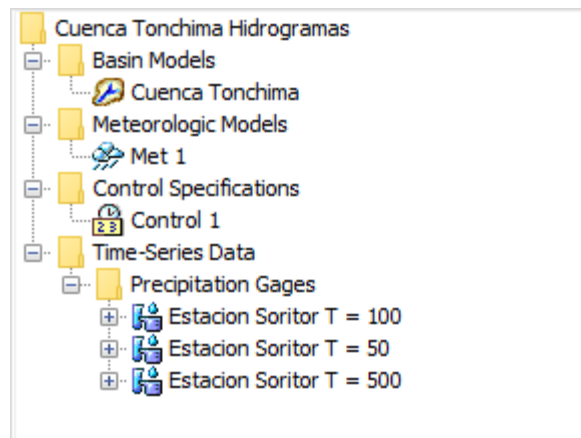 Cuenca Tonchima Hidrogramas
Basin Models
Cuenca Tonchima
Meteorologic Models
Met 1
Control Specifications
Control 1
Time-Series Data
Precipitation Gages
Estacion Soritor T = 100
Estacion Soritor T = 50
Estacion Soritor T = 500